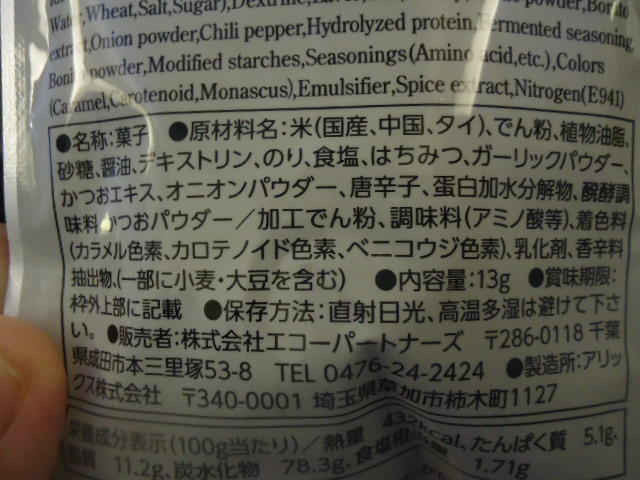 Water,Wheat,Salt,Sugar),Dextrine,
powder,Bonito
extract,Onion powder,Chili pepper,Hydrolyzed protein,Fermented seasoning,
Bonito powder,Modified starches,Seasonings(Amino acid,etc.),Colors
(Caramel,Carotenoid,Monascus),Emulsifier,Spice extract,Nitrogen(E941)
●名称:菓子 ●原材料名:米(国産、中国、タイ)、でん粉、植物油脂、
砂糖、醤油、デキストリン、のり、食塩、はちみつ、ガーリックパウダー、
かつおエキス、オニオンパウダー、唐辛子、蛋白加水分解物、醗酵調
味料、かつおパウダー/加工でん粉、調味料(アミノ酸等)、着色料
(カラメル色素、カロテノイド色素、ベニコウジ色素)、乳化剤、香辛料
抽出物、(一部に小麦・大豆を含む) ●内容量:13g ●賞味期限:
枠外上部に記載 ●保存方法:直射日光、高温多湿は避けて下さ
い。●販売者:株式会社エコーパートナーズ 〒286-0118 千葉
県成田市本三里塚53-8 TEL 0476-24-2424 ●製造所:アリッ
クス株式会社 〒340-0001 埼玉県草加市柿木町1127
栄養成分表示(100g当たり)/熱量 432kcal、たんぱく質 5.1g、
脂質 11.2g、炭水化物 78.3g、食塩相当量 1.71g